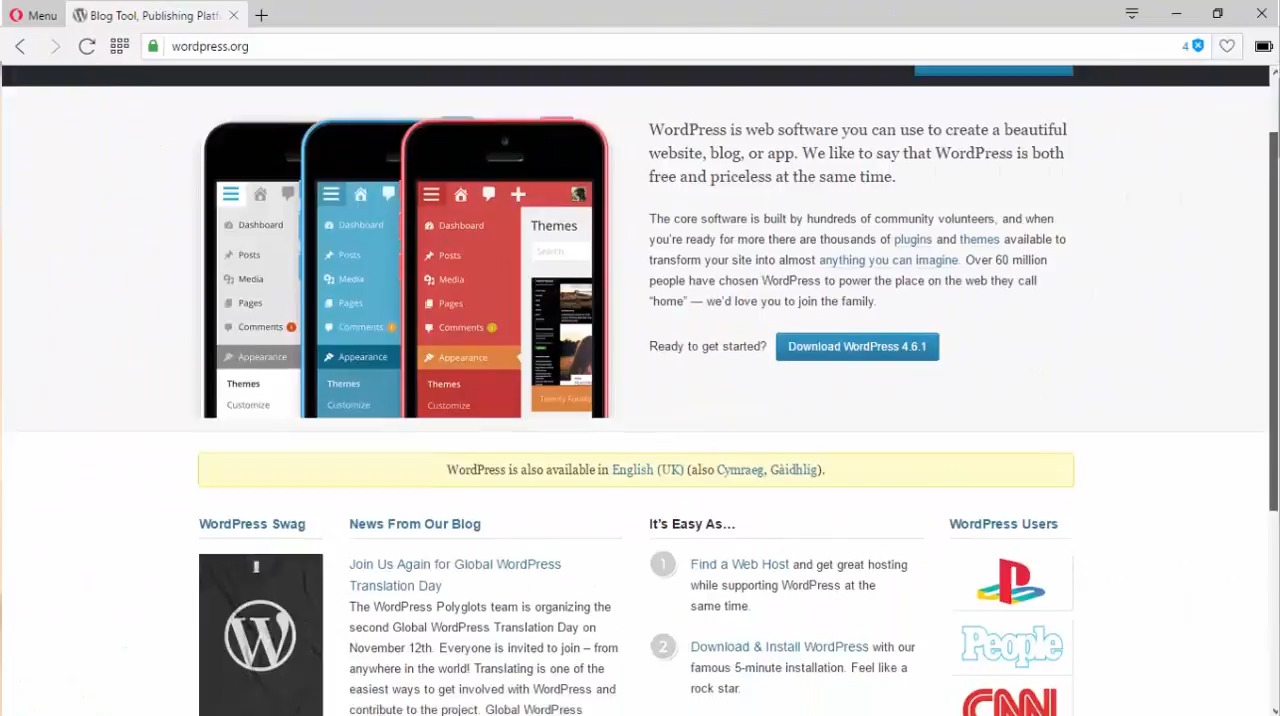 Menu
Blog Tool, Publishing Platf
wordpress.org
4
WordPress is web software you can use to create a beautiful
website, blog, or app. We like to say that WordPress is both
free and priceless at the same time.
The core software is built by hundreds of community volunteers, and when
you’re ready for more there are thousands of plugins and themes available to
transform your site into almost anything you can imagine. Over 60 million
people have chosen WordPress to power the place on the web they call
“home” — we’d love you to join the family.
Ready to get started? Download WordPress 4.6.1
Dashboard
Posts
Media
Pages
Comments
Appearance
Themes
Customize
Dashboard
Posts
Media
Pages
Comments
Appearance
Themes
Customize
Dashboard
Posts
Media
Pages
Comments
Appearance
Themes
Customize
Themes
Search
WordPress is also available in English (UK) (also Cymraeg, Gàidhlig).
WordPress Swag
W
News From Our Blog
Join Us Again for Global WordPress
Translation Day
The WordPress Polyglots team is organizing the
second Global WordPress Translation Day on
November 12th. Everyone is invited to join – from
anywhere in the world! Translating is one of the
easiest ways to get involved with WordPress and
contribute to the project. Global WordPress
It’s Easy As…
1
Find a Web Host and get great hosting
while supporting WordPress at the
same time.
2
Download & Install WordPress with our
famous 5-minute installation. Feel like a
rock star.
WordPress Users
People
CNN